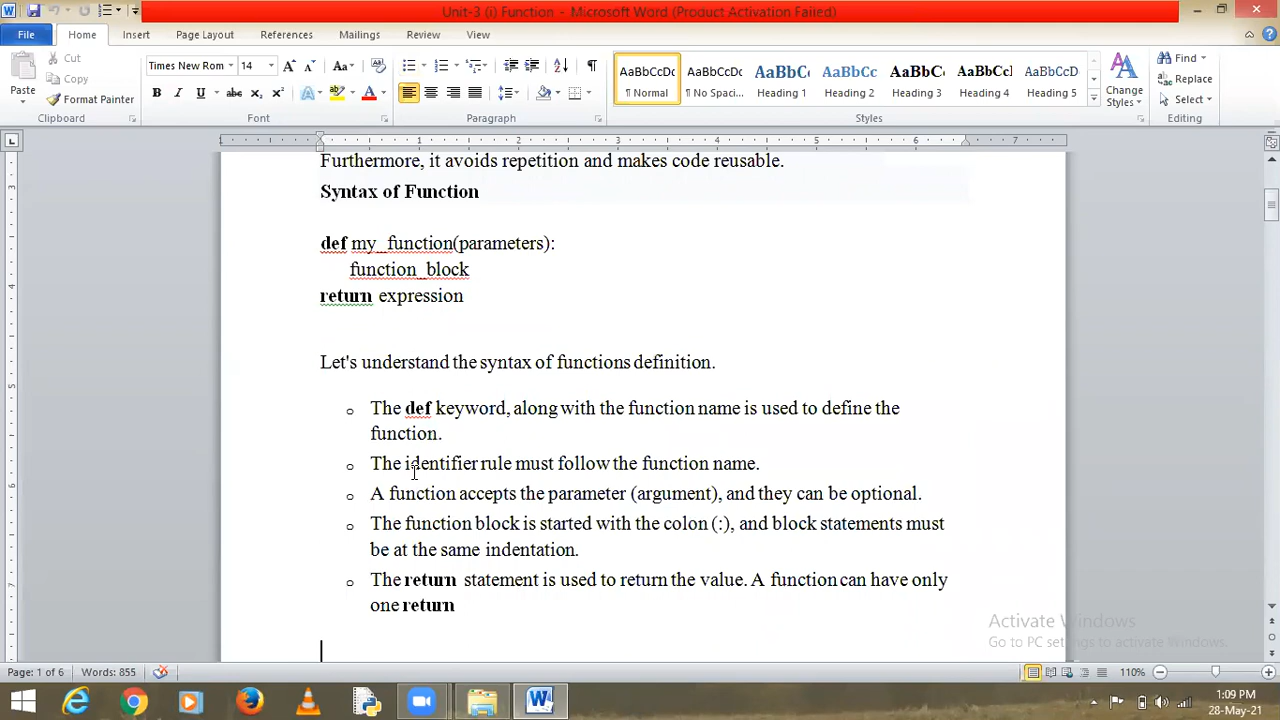 Unit-3 (i) Function - Microsoft Word (Product Activation Failed)
File Home Insert Page Layout References Mailings Review View
Cut
Copy
Format Painter
Paste
Times New Rom 14
AaBbCcDc AaBbCcDc AaBbC AaBbCc AaBbCc AaBbCc AaBbCcDc
¶ Normal ¶ No Spaci... Heading 1 Heading 2 Heading 3 Heading 4 Heading 5
Change Styles
Find
Replace
Select
Clipboard Font Paragraph Styles Editing
Furthermore, it avoids repetition and makes code reusable.
Syntax of Function
def my_function(parameters):
function_block
return expression
Let's understand the syntax of functions definition.
The def keyword, along with the function name is used to define the
function.
The identifier rule must follow the function name.
A function accepts the parameter (argument), and they can be optional.
The function block is started with the colon (:), and block statements must
be at the same indentation.
The return statement is used to return the value. A function can have only
one return
Activate Windows
Go to PC settings to activate Windows.
Page: 1 of 6 Words: 855 110%
1:09 PM
28-May-21